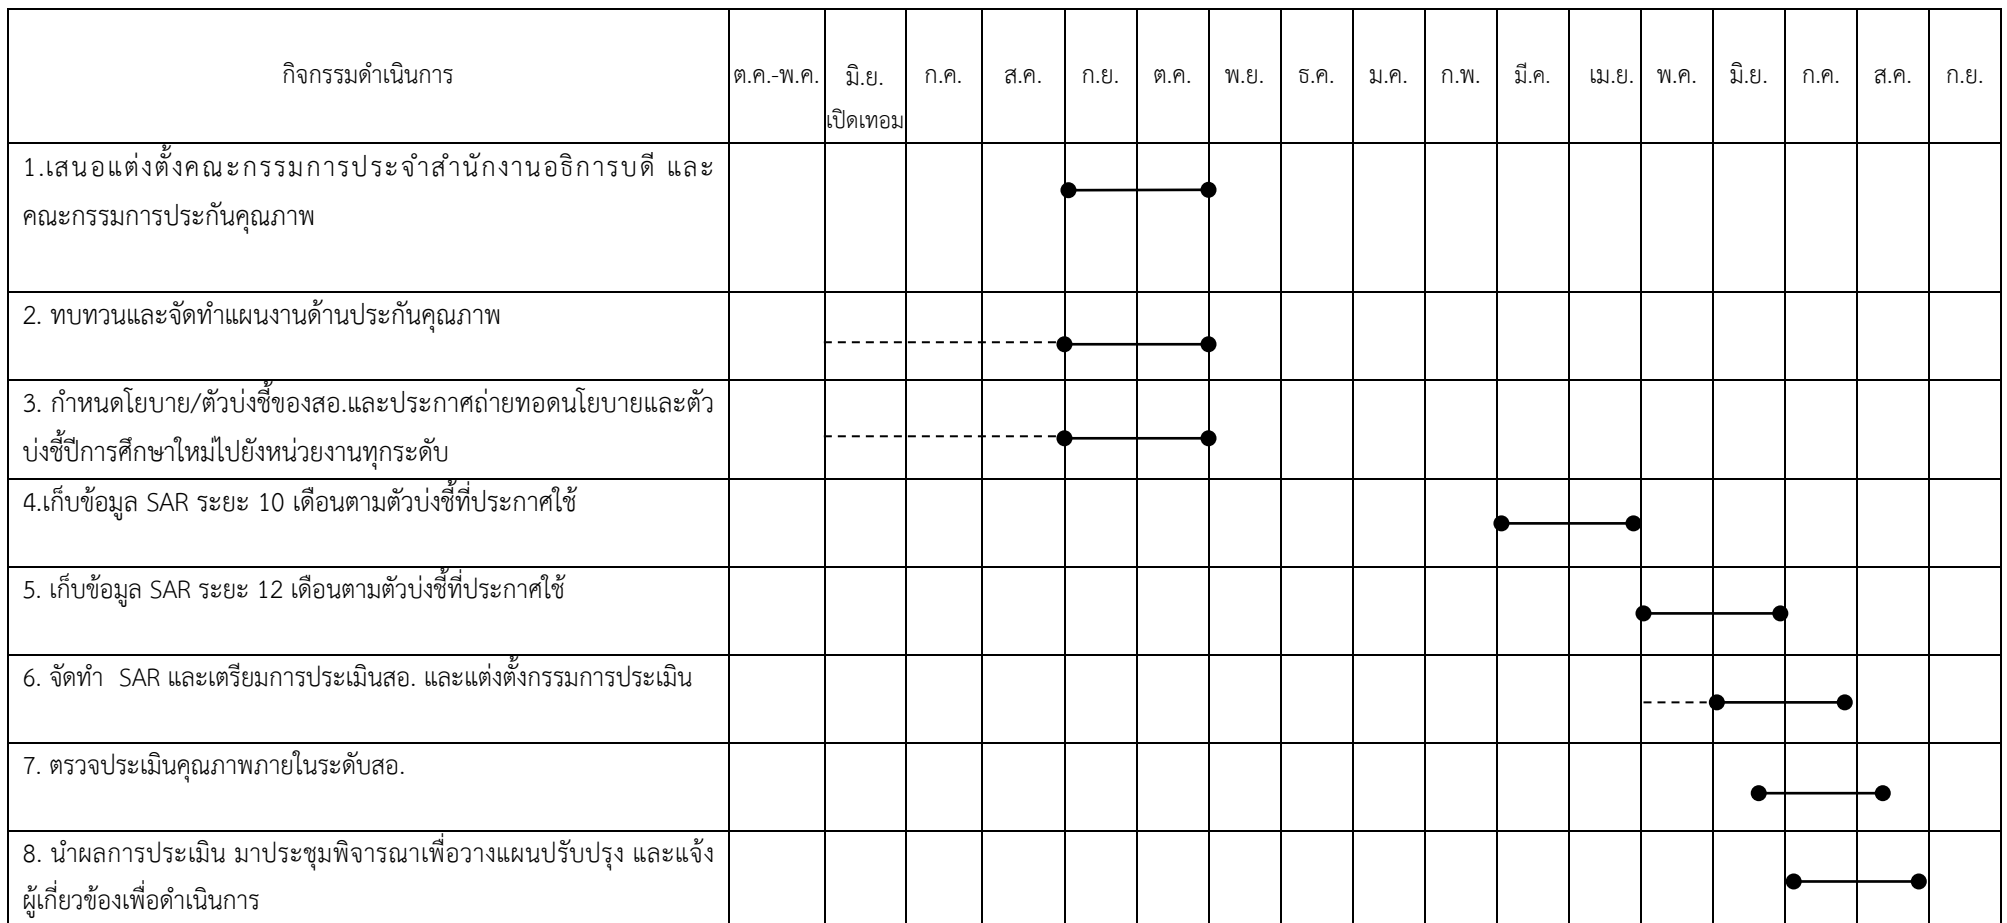 กิจกรรมดำเนินการ ต.ค.-พ.ค. มิ.ย. ก.ค. ส.ค. ก.ย. ต.ค. พ.ย. ธ.ค. ม.ค. ก.พ. มี.ค. เม.ย. พ.ค. มิ.ย. ก.ค. ส.ค. ก.ย.
เปิดเทอม
1.เสนอแต่งตั้งคณะกรรมการประจำสำนักงานอธิการบดี และ
คณะกรรมการประกันคุณภาพ
2. ทบทวนและจัดทำแผนงานด้านประกันคุณภาพ
3. กำหนดโยบาย/ตัวบ่งชี้ของสอ.และประกาศถ่ายทอดนโยบายและตัว
บ่งชี้ปีการศึกษาใหม่ไปยังหน่วยงานทุกระดับ
4.เก็บข้อมูล SAR ระยะ 10 เดือนตามตัวบ่งชี้ที่ประกาศใช้
5. เก็บข้อมูล SAR ระยะ 12 เดือนตามตัวบ่งชี้ที่ประกาศใช้
6. จัดทำ SAR และเตรียมการประเมินสอ. และแต่งตั้งกรรมการประเมิน
7. ตรวจประเมินคุณภาพภายในระดับสอ.
8. นำผลการประเมิน มาประชุมพิจารณาเพื่อวางแผนปรับปรุง และแจ้ง
ผู้เกี่ยวข้องเพื่อดำเนินการ